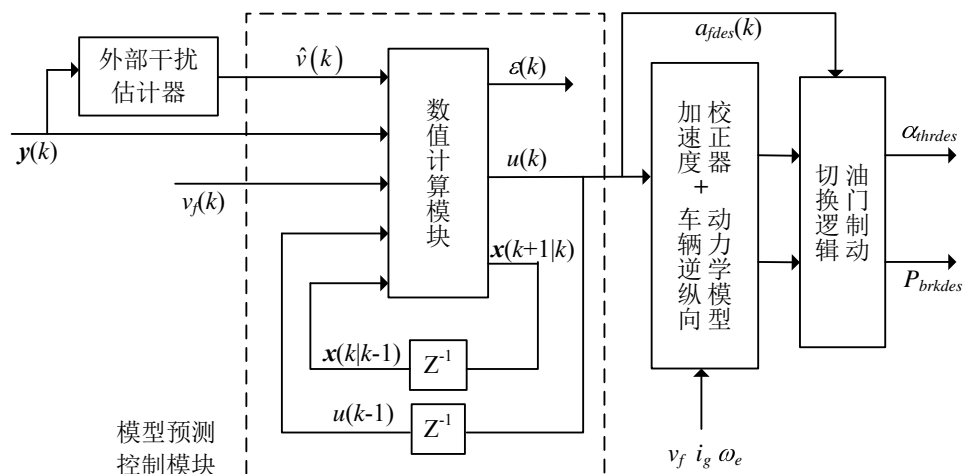 外部干扰
估计器
v̂(k)
y(k)
v_f(k)
数值计算模块
ε(k)
u(k)
x(k+1|k)
x(k|k-1)
Z⁻¹
u(k-1)
Z⁻¹
模型预测
控制模块
a_fdes(k)
加速度校正器
+
车辆逆纵向动力学模型
v_f i_g ω_e
油门制动
切换逻辑
α_thrdes
P_brkdes